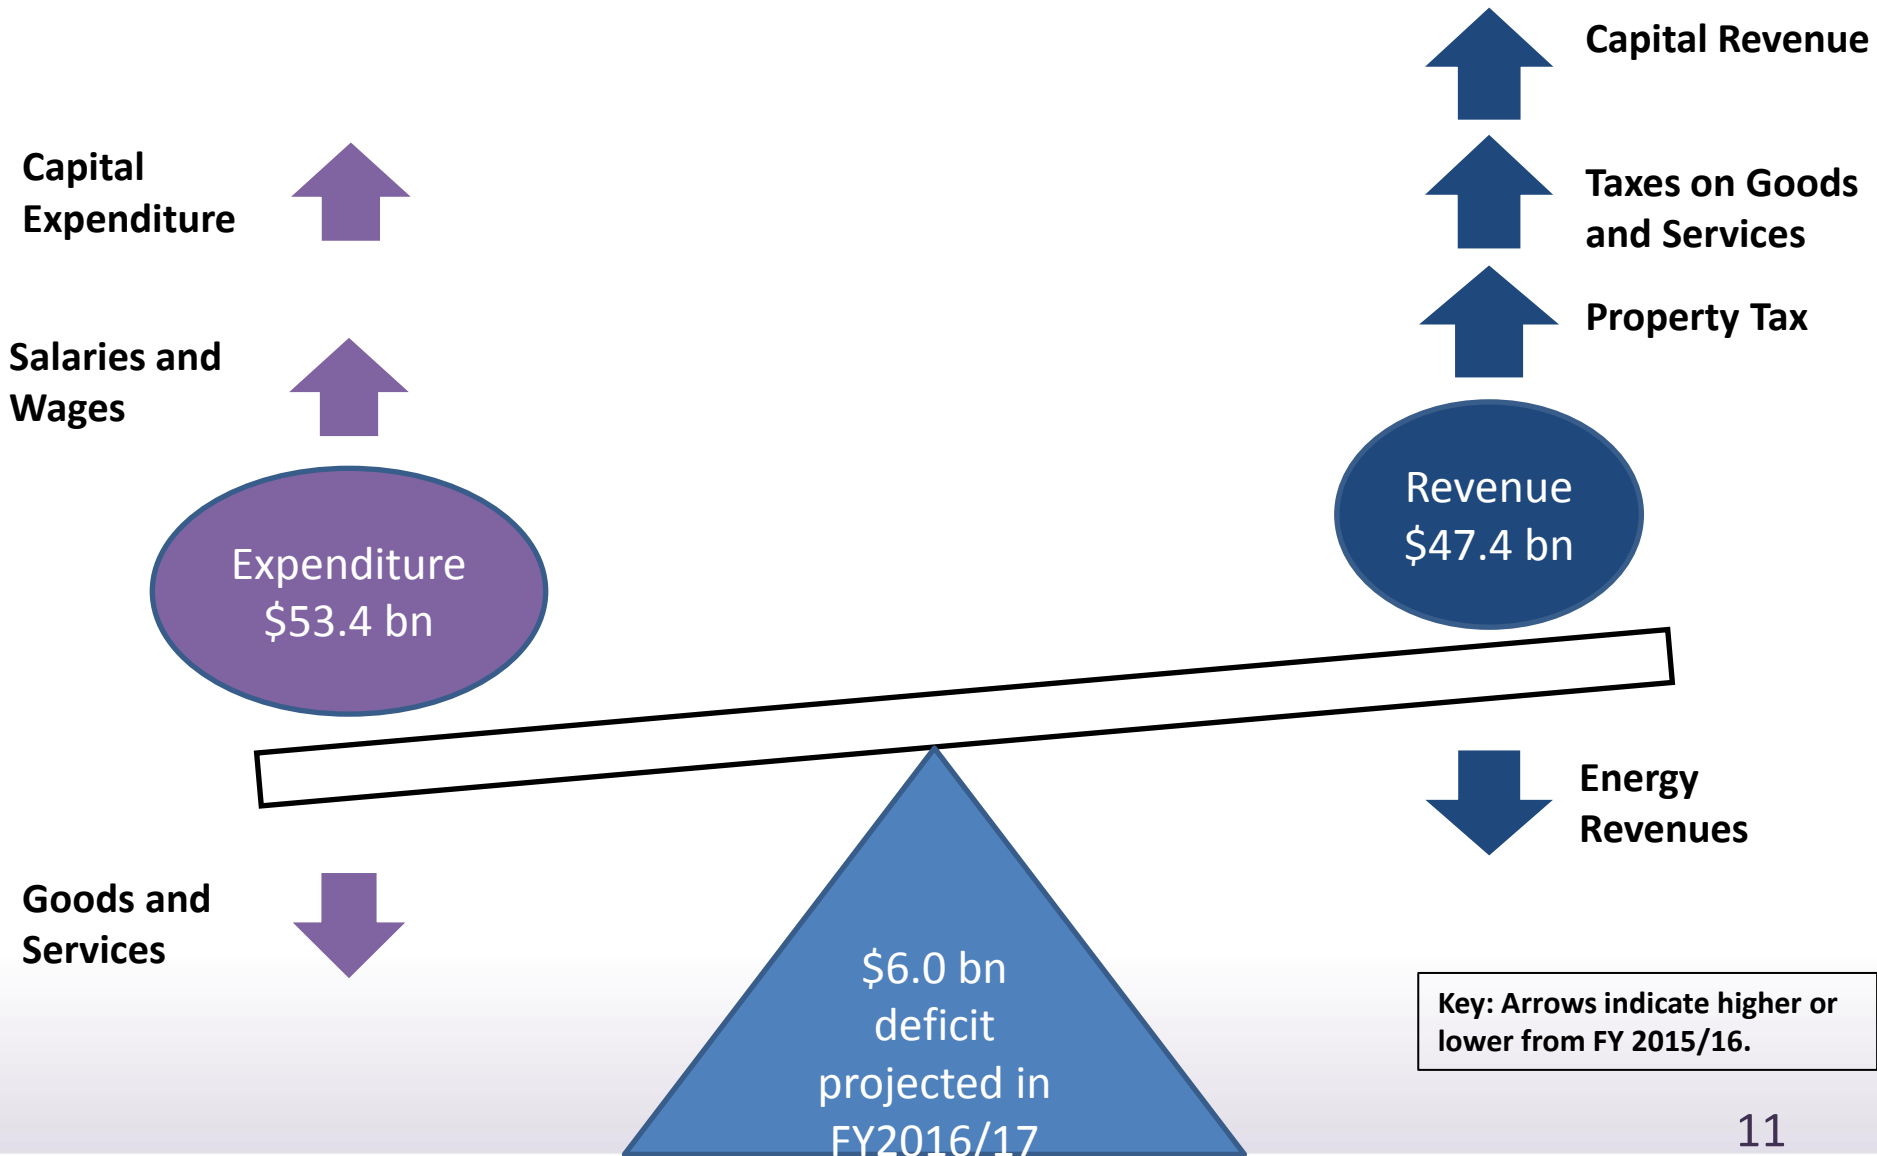 Capital Revenue
Capital
Expenditure
Taxes on Goods
and Services
Property Tax
Salaries and
Wages
Revenue
$47.4 bn
Expenditure
$53.4 bn
Energy
Revenues
Goods and
Services
$6.0 bn
deficit
projected in
FY2016/17
Key: Arrows indicate higher or
lower from FY 2015/16.
11